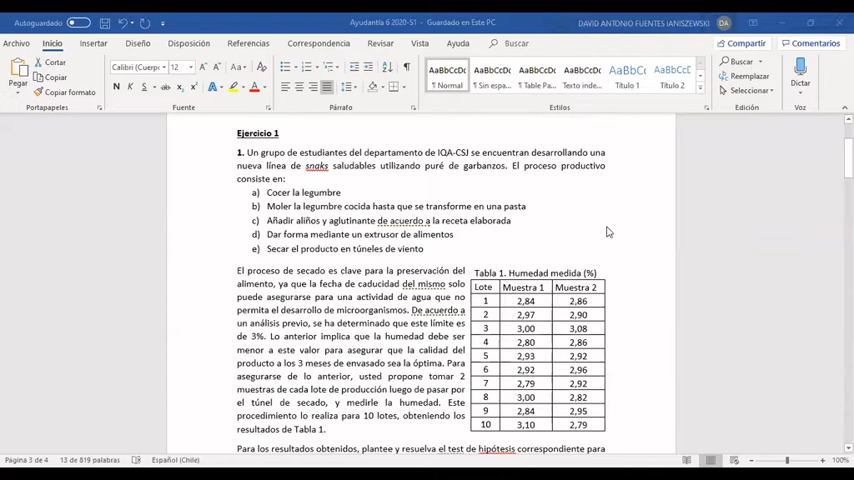 Autoguardado
Ayudantía 6 2020-S1 - Guardado en Este PC
DAVID ANTONIO FUENTES IANISZEWSKI
DA
Archivo
Inicio
Insertar
Diseño
Disposición
Referencias
Correspondencia
Revisar
Vista
Ayuda
Buscar
Compartir
Comentarios
Pegar
Cortar
Copiar
Copiar formato
Portapapeles
Calibri (Cuerp
12
N K S
Fuente
Párrafo
AaBbCcDc
AaBbCcDc
AaBbCcDc
AaBbCcDc
AaBbCc
AaBbCcD
¶ Normal
¶ Sin espa...
¶ Table Pa...
Texto inde...
Título 1
Título 2
Estilos
Buscar
Reemplazar
Seleccionar
Edición
Dictar
Voz
Ejercicio 1
1. Un grupo de estudiantes del departamento de IQA-CSJ se encuentran desarrollando una
nueva línea de snaks saludables utilizando puré de garbanzos. El proceso productivo
consiste en:
a) Cocer la legumbre
b) Moler la legumbre cocida hasta que se transforme en una pasta
c) Añadir aliños y aglutinante de acuerdo a la receta elaborada
d) Dar forma mediante un extrusor de alimentos
e) Secar el producto en túneles de viento
El proceso de secado es clave para la preservación del
alimento, ya que la fecha de caducidad del mismo solo
puede asegurarse para una actividad de agua que no
permita el desarrollo de microorganismos. De acuerdo a
un análisis previo, se ha determinado que este límite es
de 3%. Lo anterior implica que la humedad debe ser
menor a este valor para asegurar que la calidad del
producto a los 3 meses de envasado sea la óptima. Para
asegurarse de lo anterior, usted propone tomar 2
muestras de cada lote de producción luego de pasar por
el túnel de secado, y medirle la humedad. Este
procedimiento lo realiza para 10 lotes, obteniendo los
resultados de Tabla 1.
Tabla 1. Humedad medida (%)
Lote Muestra 1 Muestra 2
1 2,84 2,86
2 2,97 2,90
3 3,00 3,08
4 2,80 2,86
5 2,93 2,92
6 2,92 2,96
7 2,79 2,92
8 3,00 2,82
9 2,84 2,95
10 3,10 2,79
Para los resultados obtenidos, plantee y resuelva el test de hipótesis correspondiente para
Página 3 de 4
13 de 819 palabras
Español (Chile)
100%